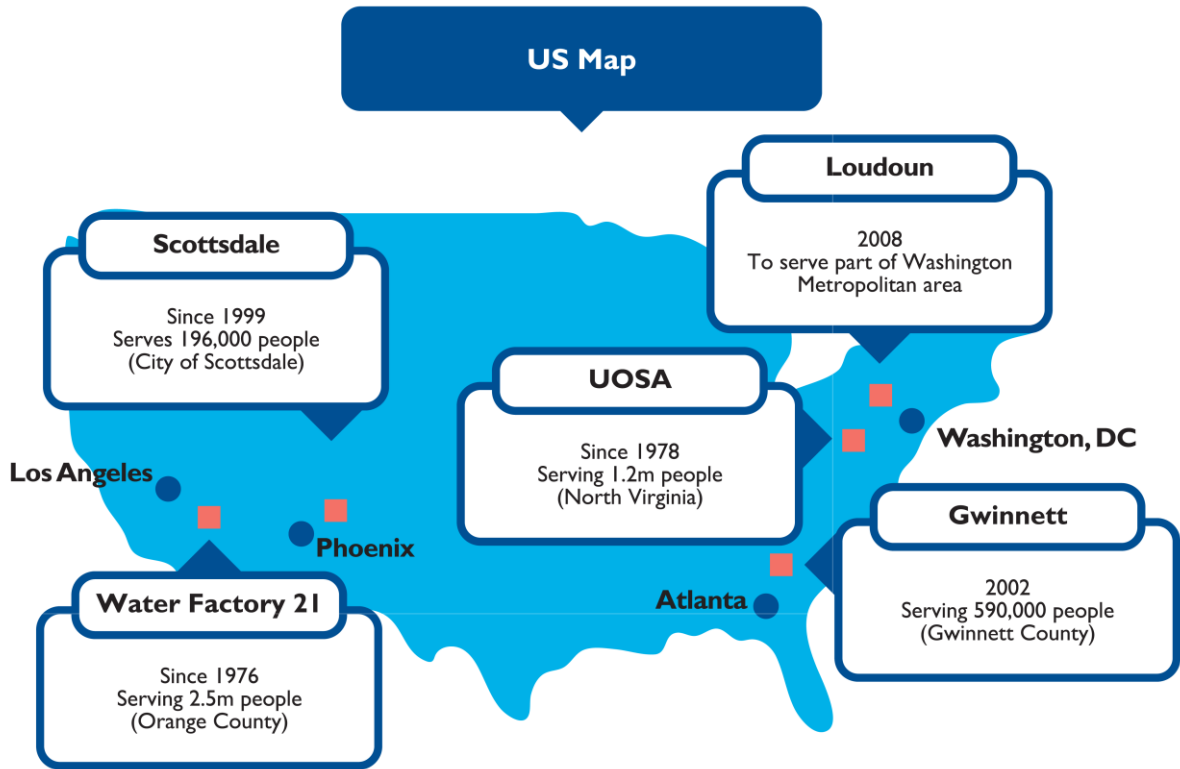 US Map
Loudoun
2008
To serve part of Washington
Metropolitan area
Scottsdale
Since 1999
Serves 196,000 people
(City of Scottsdale)
UOSA
Since 1978
Serving 1.2m people
(North Virginia)
Washington, DC
Los Angeles
Phoenix
Gwinnett
2002
Serving 590,000 people
(Gwinnett County)
Atlanta
Water Factory 21
Since 1976
Serving 2.5m people
(Orange County)